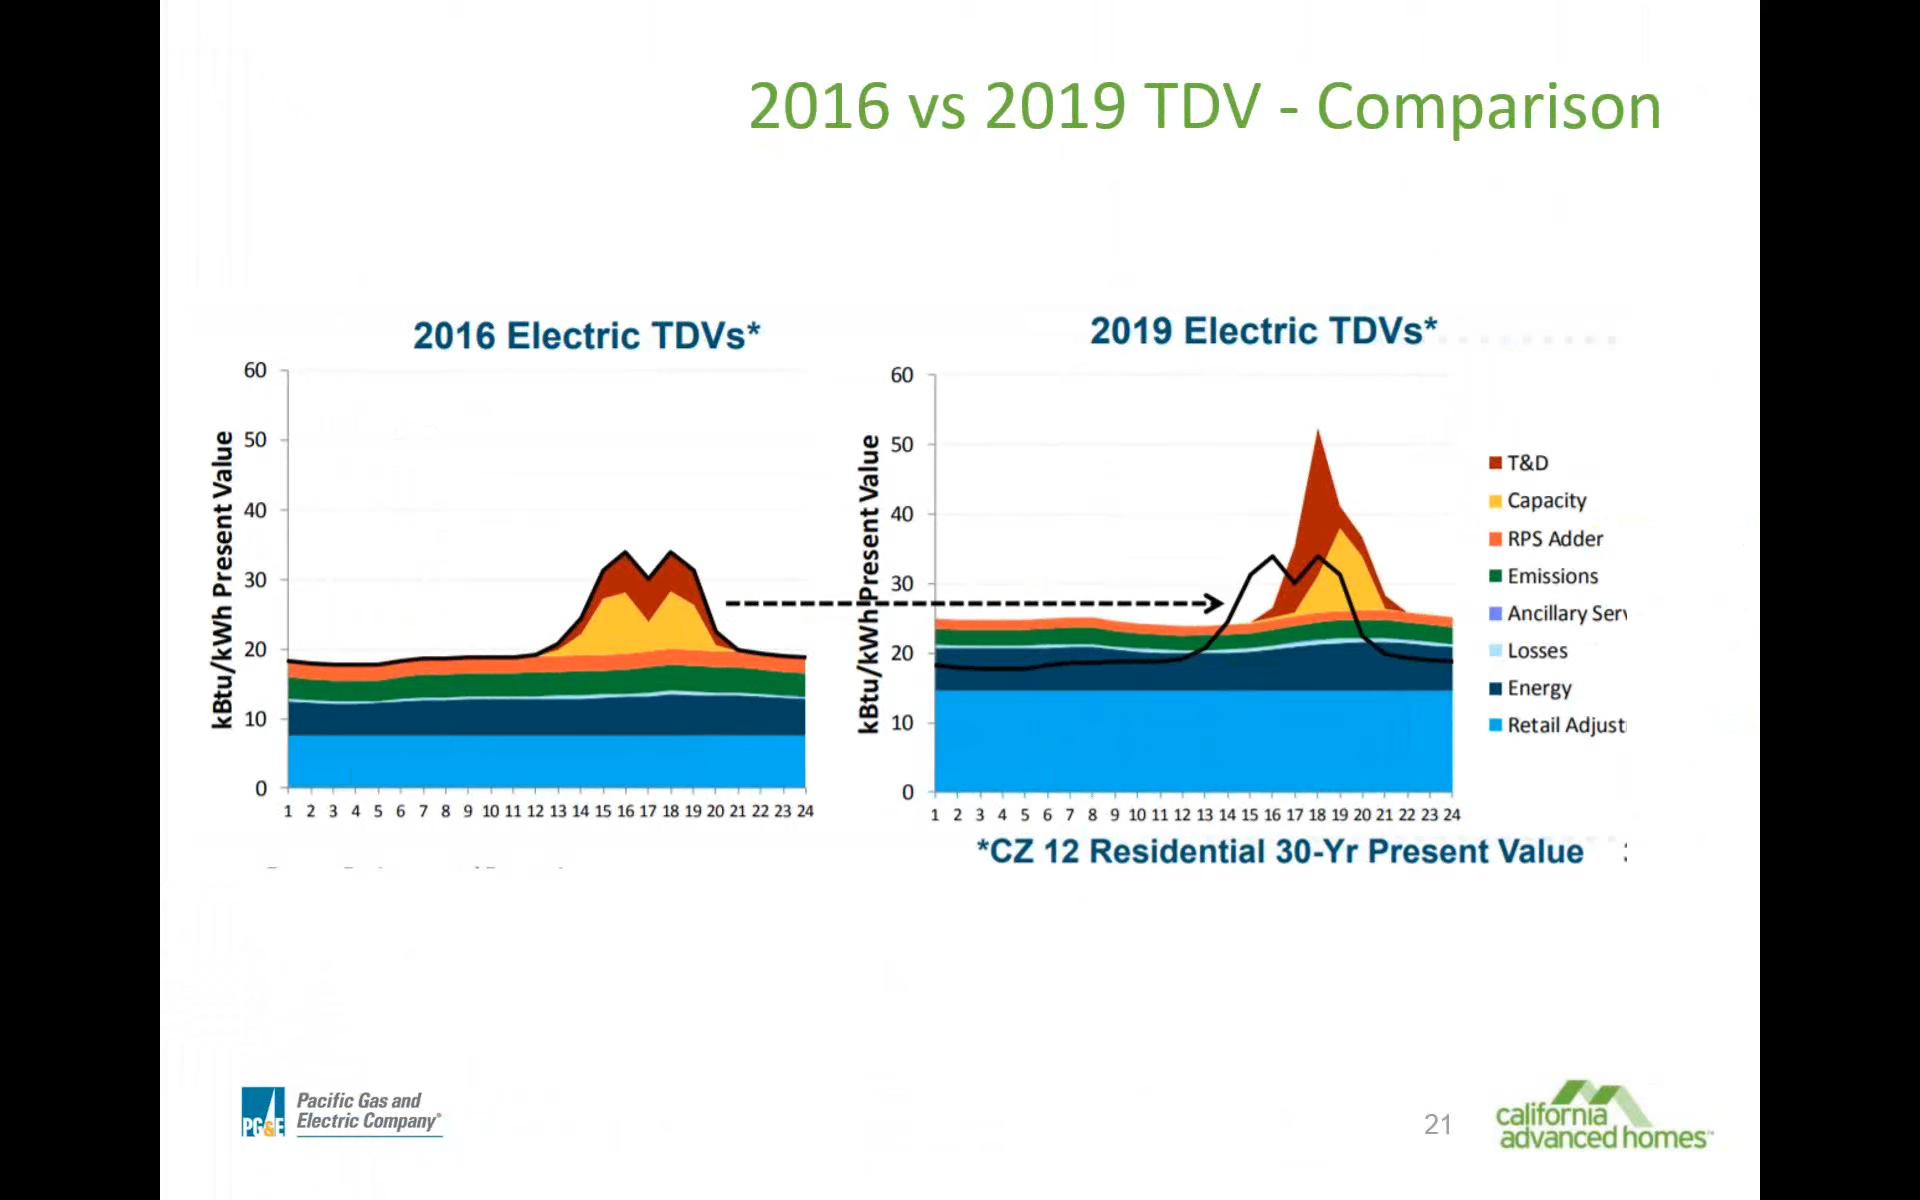 2016 vs 2019 TDV - Comparison
2016 Electric TDVs*
kBtu/kWh Present Value
60
50
40
30
20
10
0
1 2 3 4 5 6 7 8 9 10 11 12 13 14 15 16 17 18 19 20 21 22 23 24
2019 Electric TDVs*
kBtu/kWh Present Value
60
50
40
30
20
10
0
1 2 3 4 5 6 7 8 9 10 11 12 13 14 15 16 17 18 19 20 21 22 23 24
T&D
Capacity
RPS Adder
Emissions
Ancillary Serv
Losses
Energy
Retail Adjust
*CZ 12 Residential 30-Yr Present Value
PG&E
Pacific Gas and
Electric Company®
21
california
advanced homes™